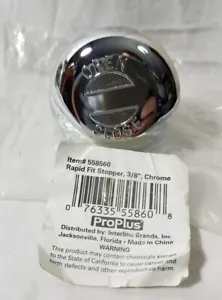 OPEN
CLOSE
Item# 558560
Rapid Fit Stopper, 3/8", Chrome
0 76335 55860 8
ProPlus
Distributed by: Interline Brands, Inc.
Jacksonville, Florida • Made in China
WARNING
This product may contain chemicals known
to the State of California to cause cancer and
birth defects and other reproductive harm.